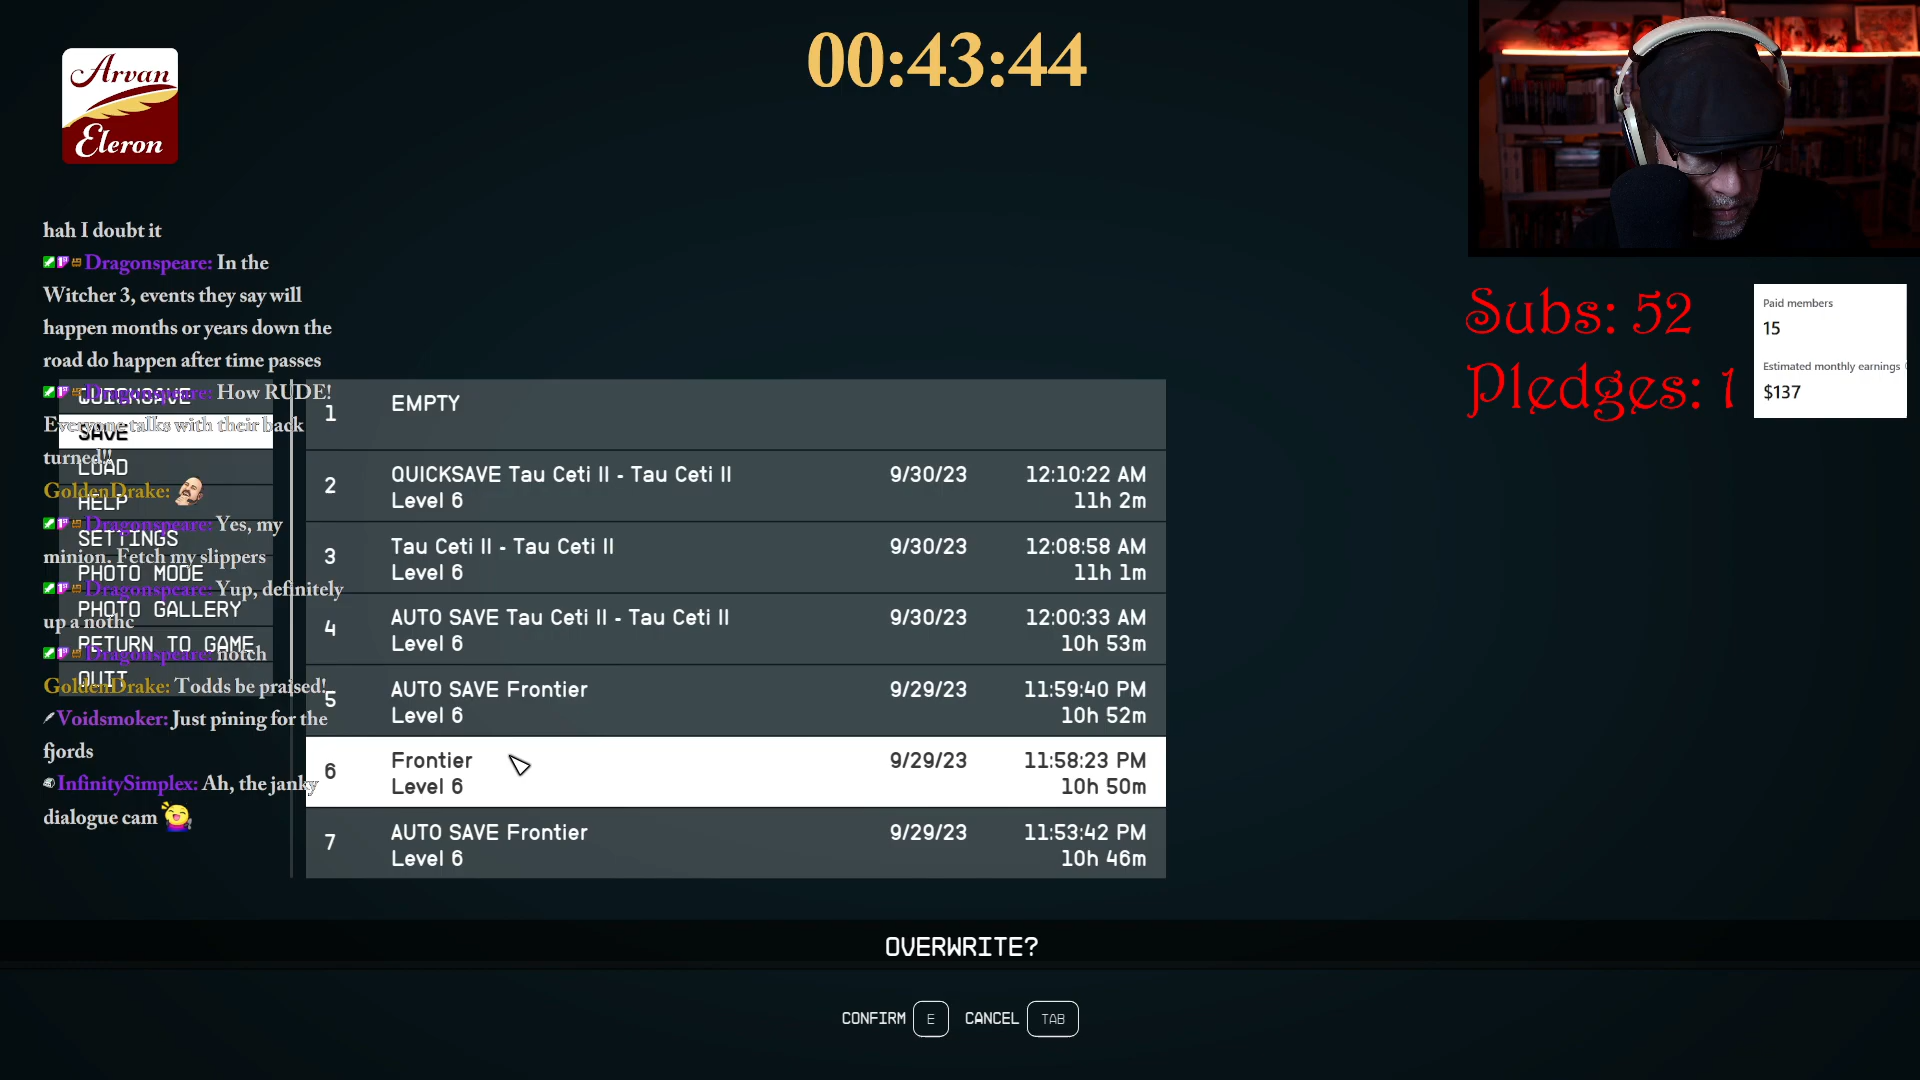 00:43:44
Arvan
Eleron
hah I doubt it
Dragonspeare: In the
Witcher 3, events they say will
happen months or years down the
road do happen after time passes
Dragonspeare: How RUDE!
Everyone talks with their back
turned!!
GoldenDrake:
Dragonspeare: Yes, my
minion. Fetch my slippers
Dragonspeare: Yup, definitely
up a nothc
Dragonspeare: notch
GoldenDrake: Todds be praised!
Voidsmoker: Just pining for the
fjords
InfinitySimplex: Ah, the janky
dialogue cam
QUICKSAVE
SAVE
LOAD
HELP
SETTINGS
PHOTO MODE
PHOTO GALLERY
RETURN TO GAME
QUIT
1 EMPTY
2 QUICKSAVE Tau Ceti II - Tau Ceti II 9/30/23 12:10:22 AM
Level 6 11h 2m
3 Tau Ceti II - Tau Ceti II 9/30/23 12:08:58 AM
Level 6 11h 1m
4 AUTO SAVE Tau Ceti II - Tau Ceti II 9/30/23 12:00:33 AM
Level 6 10h 53m
5 AUTO SAVE Frontier 9/29/23 11:59:40 PM
Level 6 10h 52m
6 Frontier 9/29/23 11:58:23 PM
Level 6 10h 50m
7 AUTO SAVE Frontier 9/29/23 11:53:42 PM
Level 6 10h 46m
Subs: 52
Pledges: 1
Paid members
15
Estimated monthly earnings
$137
OVERWRITE?
CONFIRM E CANCEL TAB